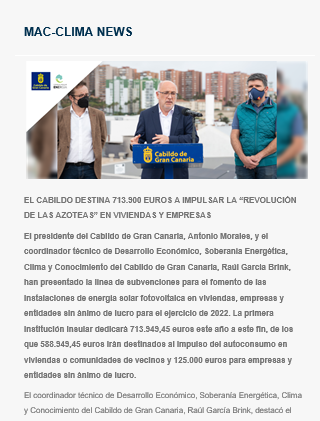 MAC-CLIMA NEWS
Cabildo de
Gran Canaria
Cabildo de
Gran Canaria
EL CABILDO DESTINA 713.900 EUROS A IMPULSAR LA “REVOLUCIÓN
DE LAS AZOTEAS” EN VIVIENDAS Y EMPRESAS
El presidente del Cabildo de Gran Canaria, Antonio Morales, y el
coordinador técnico de Desarrollo Económico, Soberanía Energética,
Clima y Conocimiento del Cabildo de Gran Canaria, Raúl García Brink,
han presentado la línea de subvenciones para el fomento de las
instalaciones de energía solar fotovoltaica en viviendas, empresas y
entidades sin ánimo de lucro para el ejercicio de 2022. La primera
Institución insular dedicará 713.949,45 euros este año a este fin, de los
que 588.949,45 euros irán destinados al impulso del autoconsumo en
viviendas o comunidades de vecinos y 125.000 euros para empresas y
entidades sin ánimo de lucro.
El coordinador técnico de Desarrollo Económico, Soberanía Energética, Clima
y Conocimiento del Cabildo de Gran Canaria, Raúl García Brink, destacó el